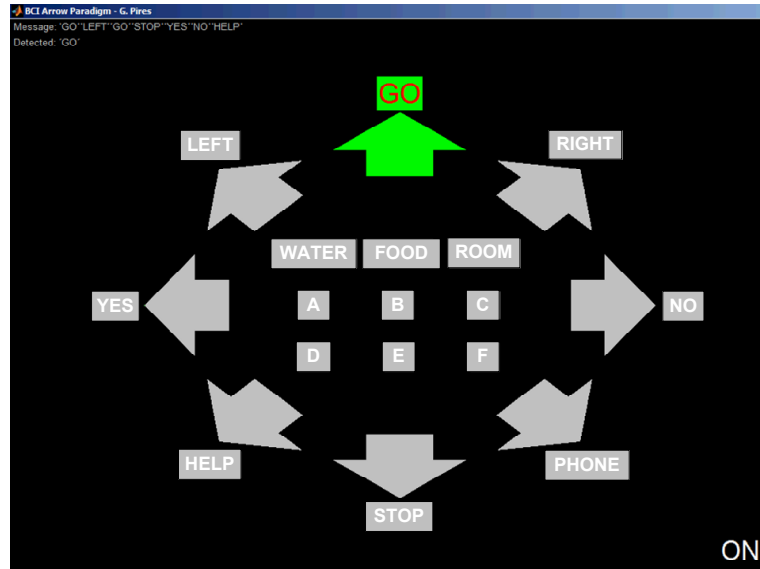 BCI Arrow Paradigm - G. Pires
Message: 'GO''LEFT''GO''STOP''YES''NO''HELP'
Detected: 'GO'
GO
LEFT
RIGHT
WATER FOOD ROOM
YES
A B C
NO
D E F
HELP
PHONE
STOP
ON